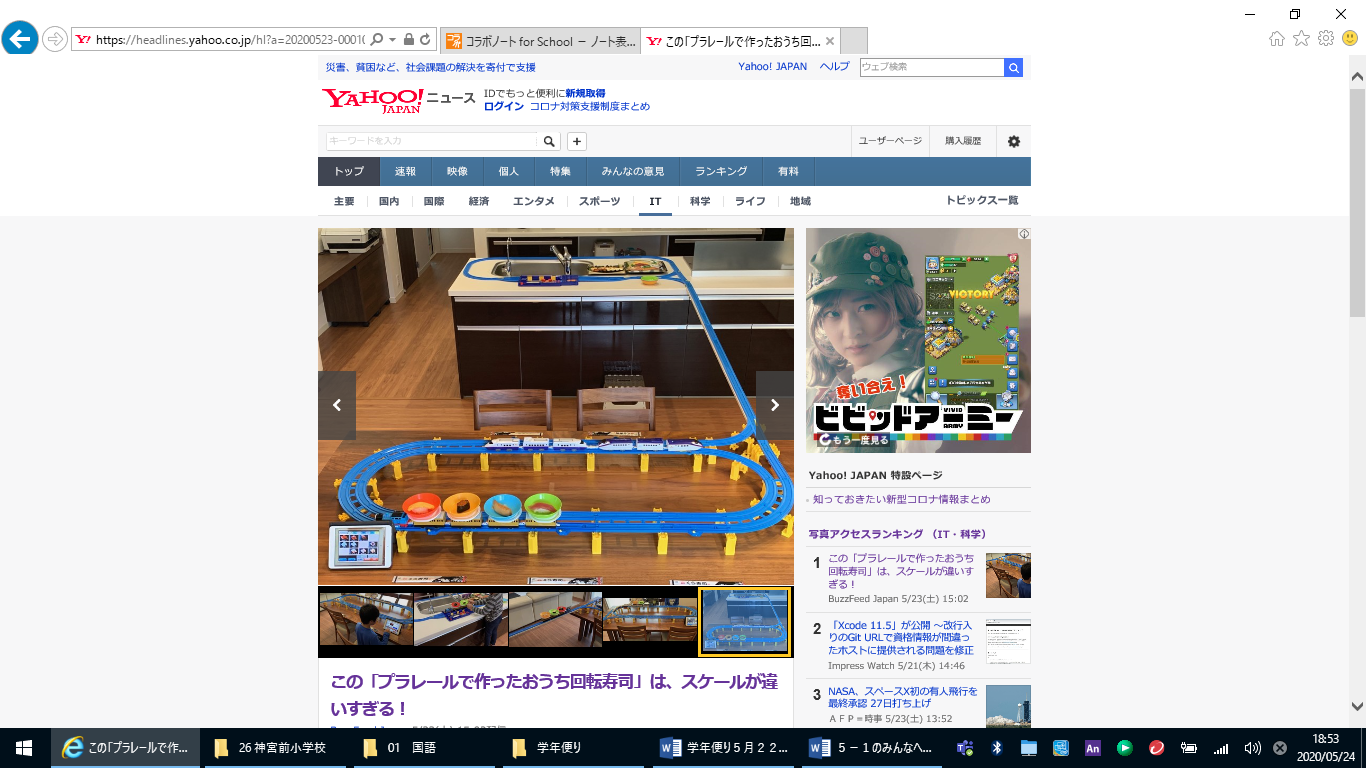 https://headlines.yahoo.co.jp/hl?a=20200523-0001(
コラボノート for School － ノート表...
この「プラレールで作ったおうち回...
災害、貧困など、社会課題の解決を寄付で支援
Yahoo! JAPAN
ヘルプ
ウェブ検索
YAHOO! JAPAN ニュース
IDでもっと便利に新規取得
ログイン コロナ対策支援制度まとめ
キーワードを入力
ユーザーページ
購入履歴
トップ 速報 映像 個人 特集 みんなの意見 ランキング 有料
主要 国内 国際 経済 エンタメ スポーツ IT 科学 ライフ 地域 トピックス一覧
VICTORY
奪い合え！
ビビッドアーミー
VIVID ARMY
もう一度見る
Yahoo! JAPAN 特設ページ
知っておきたい新型コロナ情報まとめ
写真アクセスランキング （IT・科学）
1
この「プラレールで作ったおうち
回転寿司」は、スケールが違いす
ぎる！
BuzzFeed Japan 5/23(土) 15:02
2
「Xcode 11.5」が公開 ～改行入
りのGit URLで資格情報が間違っ
たホストに提供される問題を修正
Impress Watch 5/21(木) 14:46
3
NASA、スペースX初の有人飛行を
最終承認 27日打ち上げ
ＡＦＰ＝時事 5/23(土) 13:52
この「プラレールで作ったおうち回転寿司」は、スケールが違
いすぎる！
この「プラレールで作...
26 神宮前小学校
01 国語
学年便り
学年便り５月２２...
５－１のみんなへ...
An
18:53
2020/05/24